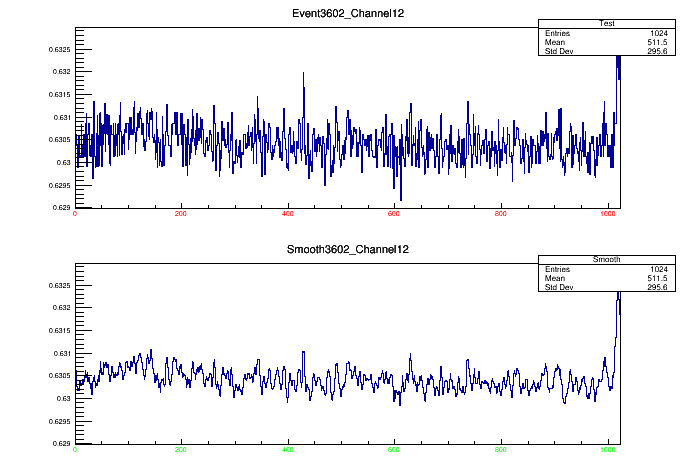 Event3602_Channel12
Test
Entries 1024
Mean 511.5
Std Dev 295.6
0.6325
0.632
0.6315
0.631
0.6305
0.63
0.6295
0.629
0 200 400 600 800 1000
Smooth3602_Channel12
Smooth
Entries 1024
Mean 511.5
Std Dev 295.6
0.6325
0.632
0.6315
0.631
0.6305
0.63
0.6295
0.629
0 200 400 600 800 1000